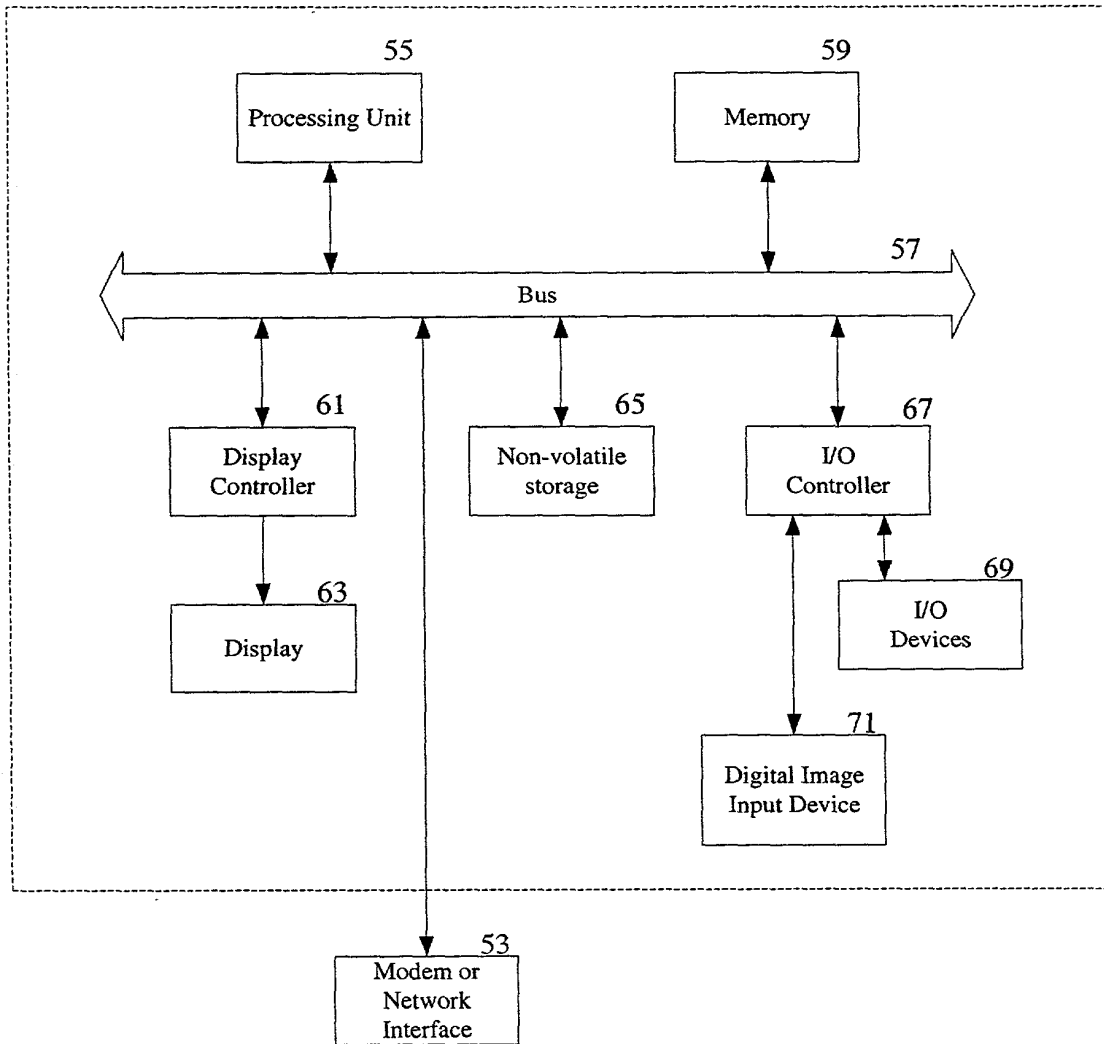 55
59
Processing Unit
Memory
57
Bus
61
65
67
Display
Controller
Non-volatile
storage
I/O
Controller
63
69
Display
I/O
Devices
71
Digital Image
Input Device
53
Modem or
Network
Interface